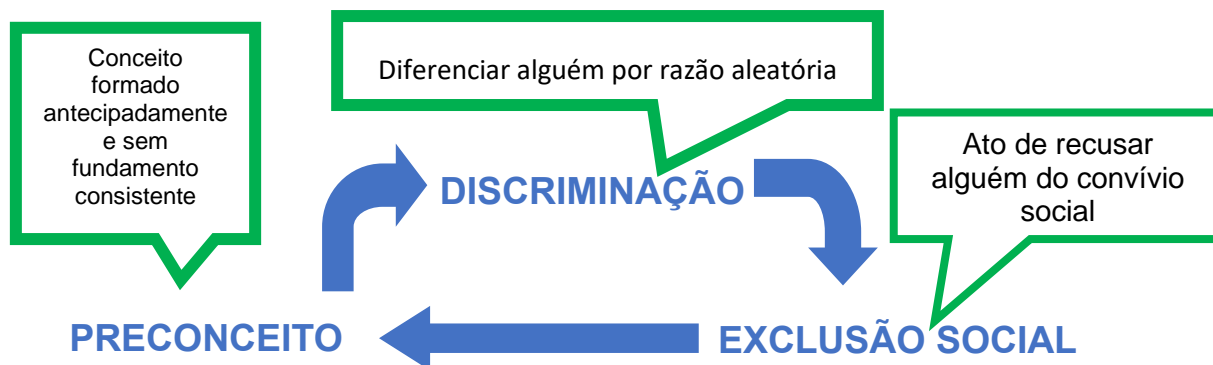 Conceito
formado
antecipadamente
e sem
fundamento
consistente
Diferenciar alguém por razão aleatória
Ato de recusar
alguém do convívio
social
DISCRIMINAÇÃO
PRECONCEITO
EXCLUSÃO SOCIAL